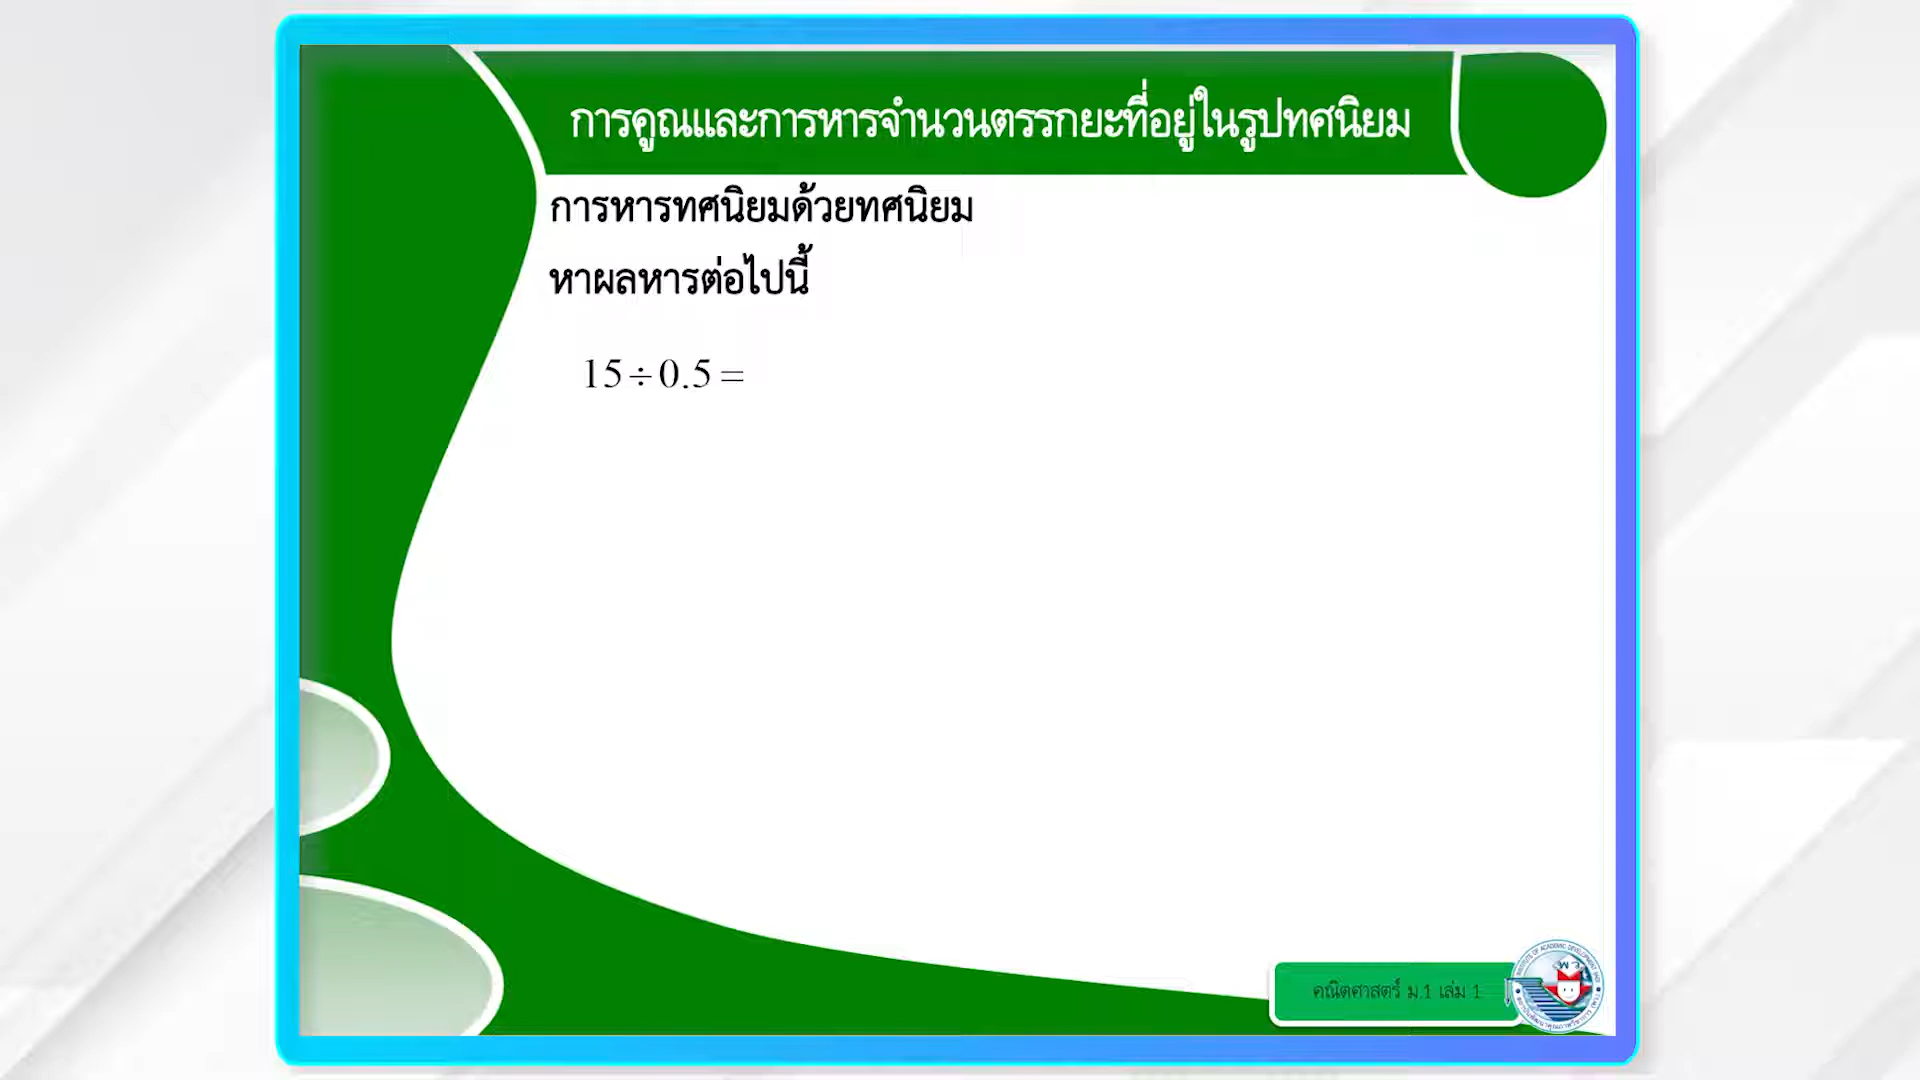 การคูณและการหารจำนวนตรรกยะที่อยู่ในรูปทศนิยม
การหารทศนิยมด้วยทศนิยม
หาผลหารต่อไปนี้
15÷0.5=
คณิตศาสตร์ ม.1 เล่ม 1